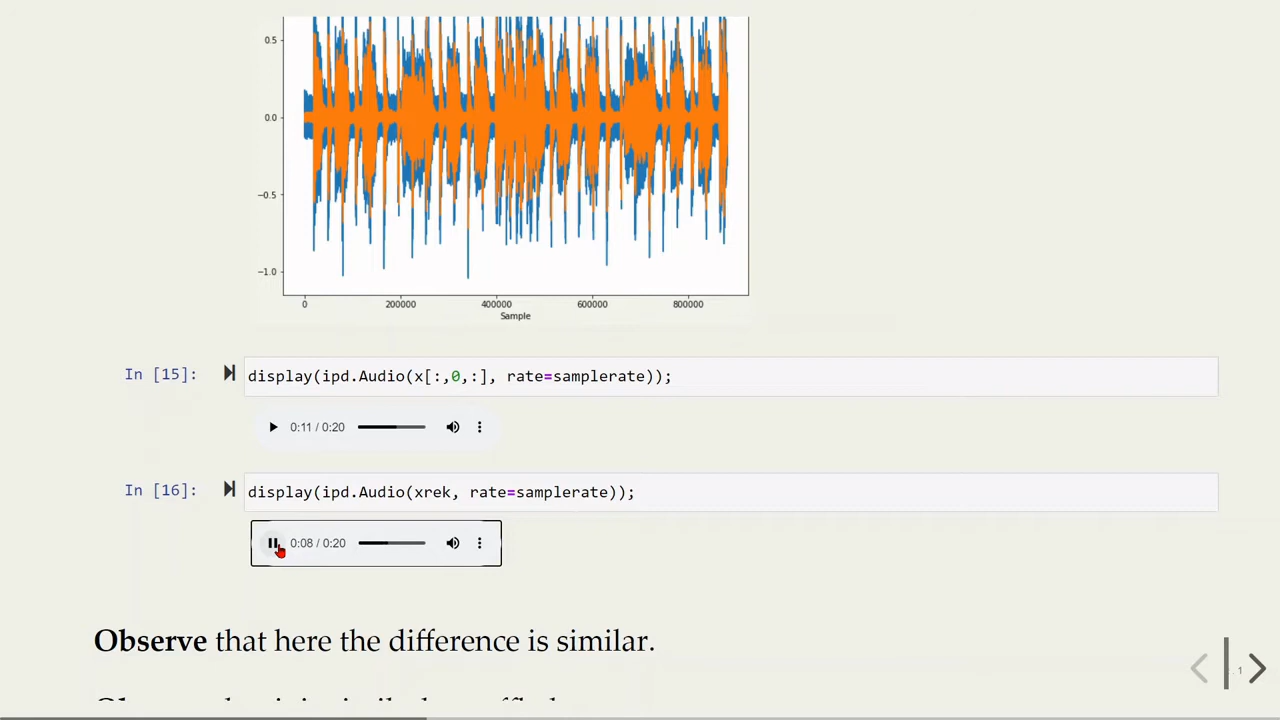 0.5
0.0
−0.5
−1.0
0 200000 400000 600000 800000
Sample
In [15]: display(ipd.Audio(x[:,0,:], rate=samplerate));
0:11 / 0:20
In [16]: display(ipd.Audio(xrek, rate=samplerate));
0:08 / 0:20
Observe that here the difference is similar.